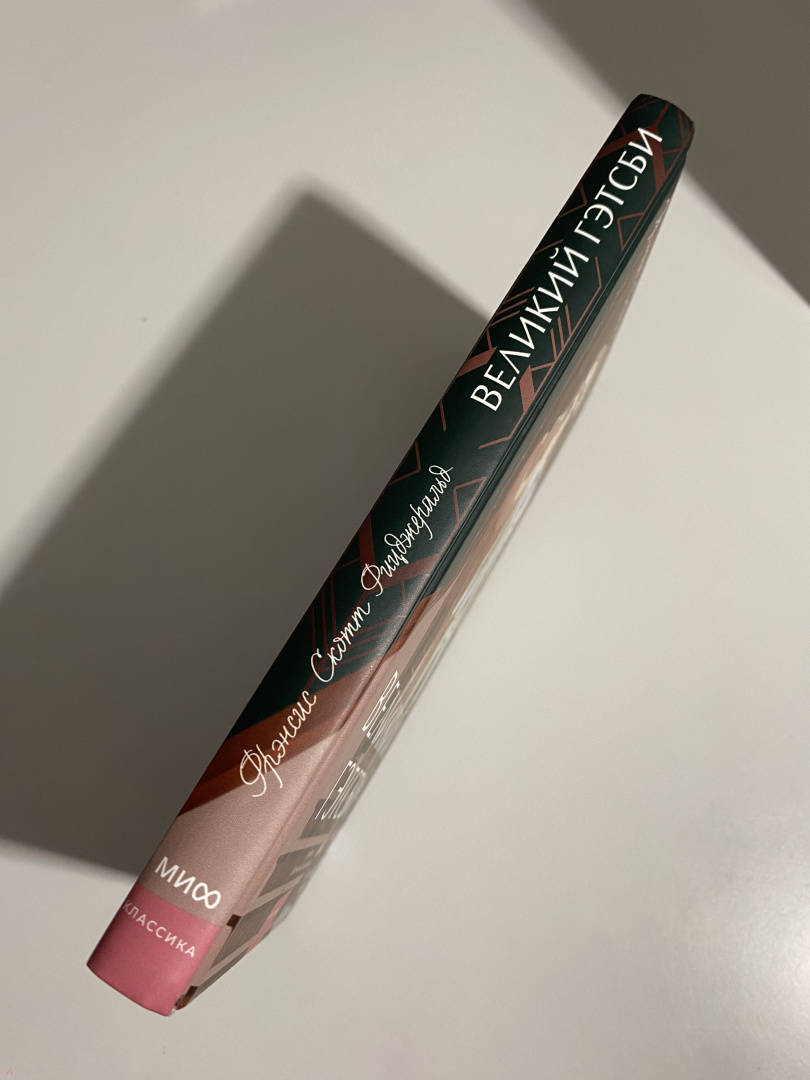 ВЕЛИКИЙ ГЭТСБИ
Фрэнсис Скотт Фицджеральд
МИФ
КЛАССИКА